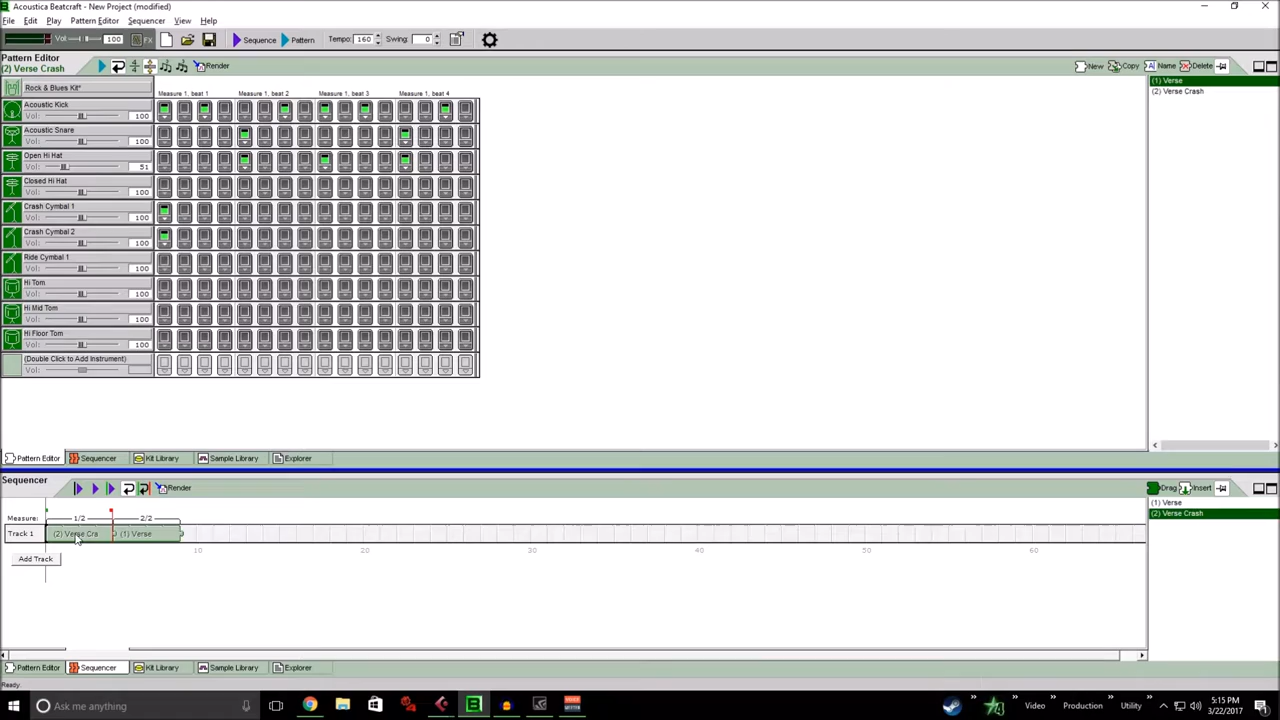 Acoustica Beatcraft - New Project (modified)
File Edit Play Pattern Editor Sequencer View Help
Vol: 100 FX Sequence Pattern Tempo: 160 Swing: 0
Pattern Editor
(2) Verse Crash
Render
New Copy Name Delete
Rock & Blues Kit*
Measure 1, beat 1 Measure 1, beat 2 Measure 1, beat 3 Measure 1, beat 4
(1) Verse
(2) Verse Crash
Acoustic Kick
Vol: 100
Acoustic Snare
Vol: 100
Open Hi Hat
Vol: 51
Closed Hi Hat
Vol: 100
Crash Cymbal 1
Vol: 100
Crash Cymbal 2
Vol: 100
Ride Cymbal 1
Vol: 100
Hi Tom
Vol: 100
Hi Mid Tom
Vol: 100
Hi Floor Tom
Vol: 100
(Double Click to Add Instrument)
Vol:
Pattern Editor Sequencer Kit Library Sample Library Explorer
Sequencer
Render
Drag Insert
(1) Verse
(2) Verse Crash
Measure: 1/2 2/2
Track 1 (2) Verse Cra (1) Verse
10 20 30 40 50 60
Add Track
Pattern Editor Sequencer Kit Library Sample Library Explorer
Ready
Ask me anything
Video Production Utility
5:15 PM
3/22/2017